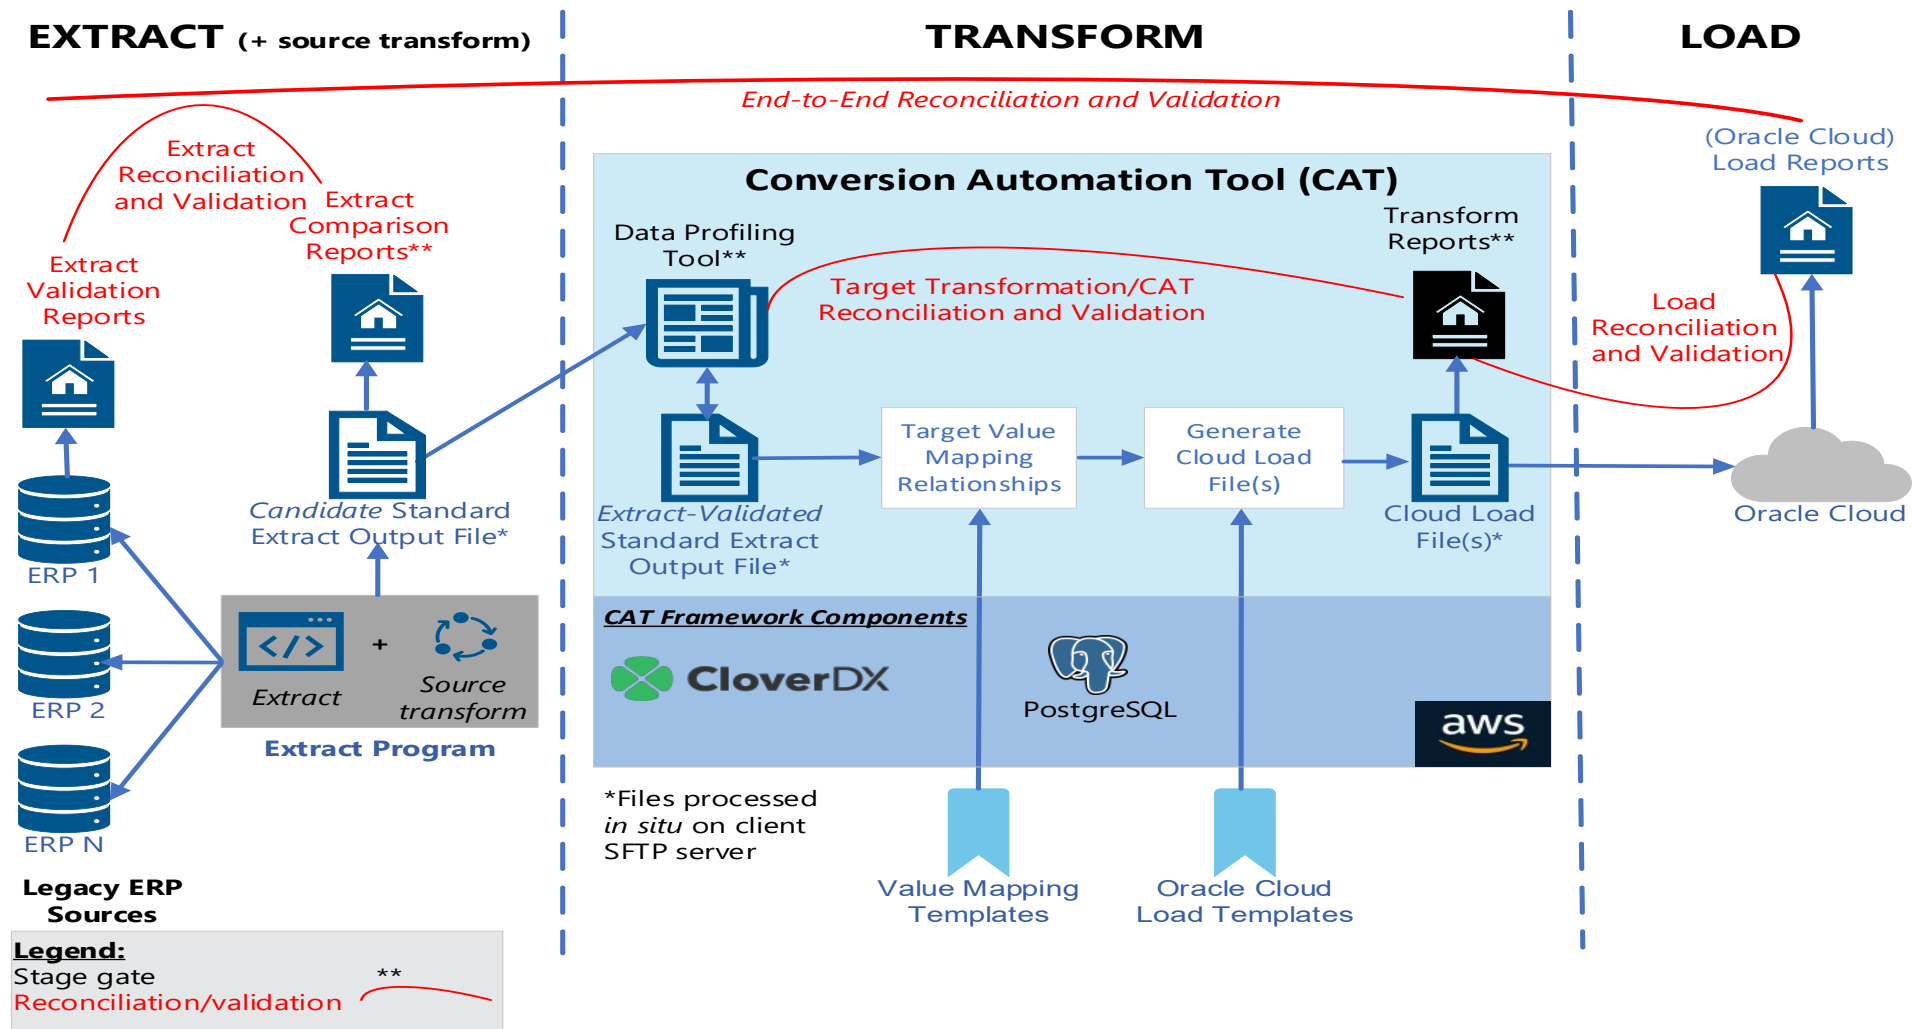 EXTRACT (+ source transform)
TRANSFORM
LOAD
End-to-End Reconciliation and Validation
Extract
Reconciliation
and Validation
Extract
Comparison
Reports**
Extract
Validation
Reports
Candidate Standard
Extract Output File*
ERP 1
ERP 2
ERP N
</>
+
Extract
Source
transform
Extract Program
Legacy ERP
Sources
Legend:
Stage gate **
Reconciliation/validation
Conversion Automation Tool (CAT)
Data Profiling
Tool**
Transform
Reports**
Target Transformation/CAT
Reconciliation and Validation
Extract-Validated
Standard Extract
Output File*
Target Value
Mapping
Relationships
Generate
Cloud Load
File(s)
Cloud Load
File(s)*
CAT Framework Components
CloverDX
PostgreSQL
aws
*Files processed
in situ on client
SFTP server
Value Mapping
Templates
Oracle Cloud
Load Templates
(Oracle Cloud)
Load Reports
Load
Reconciliation
and Validation
Oracle Cloud